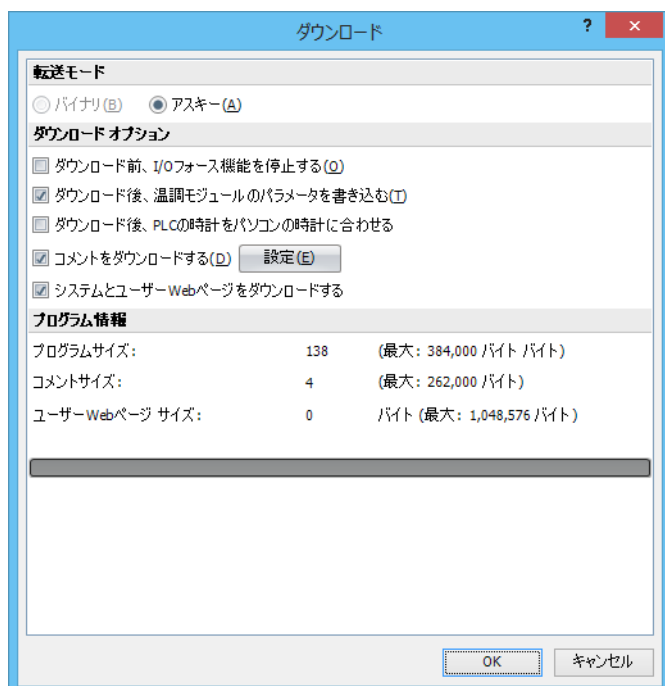 ダウンロード ? ×
転送モード
バイナリ(B) アスキー(A)
ダウンロード オプション
ダウンロード前、I/Oフォース機能を停止する(O)
ダウンロード後、温調モジュールのパラメータを書き込む(T)
ダウンロード後、PLCの時計をパソコンの時計に合わせる
コメントをダウンロードする(D) 設定(E)
システムとユーザーWebページをダウンロードする
プログラム情報
プログラムサイズ: 138 (最大: 384,000 バイト バイト)
コメントサイズ: 4 (最大: 262,000 バイト)
ユーザーWebページ サイズ: 0 バイト (最大: 1,048,576 バイト)
OK キャンセル